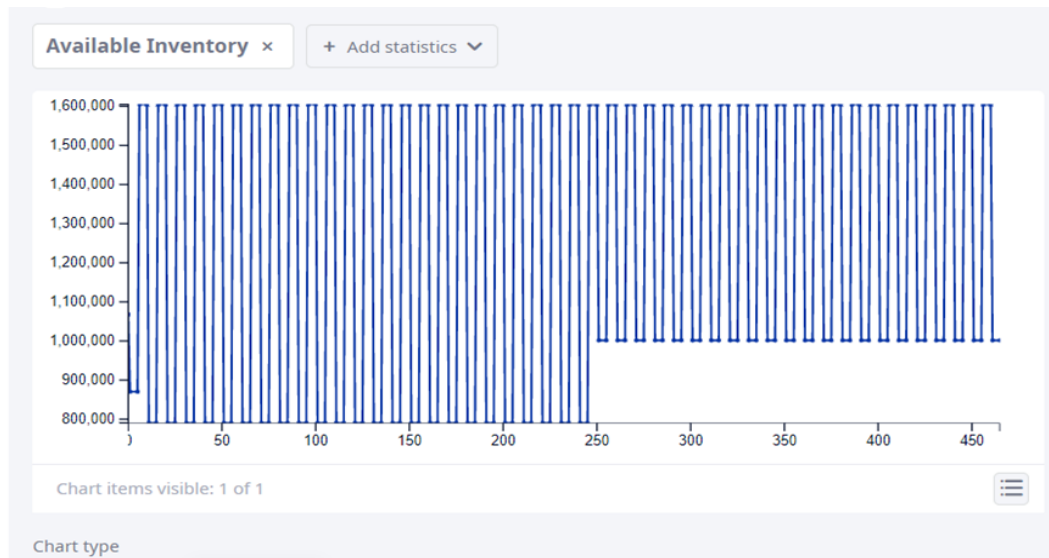 Available Inventory ×
+ Add statistics
1,600,000
1,500,000
1,400,000
1,300,000
1,200,000
1,100,000
1,000,000
900,000
800,000
50 100 150 200 250 300 350 400 450
Chart items visible: 1 of 1
Chart type